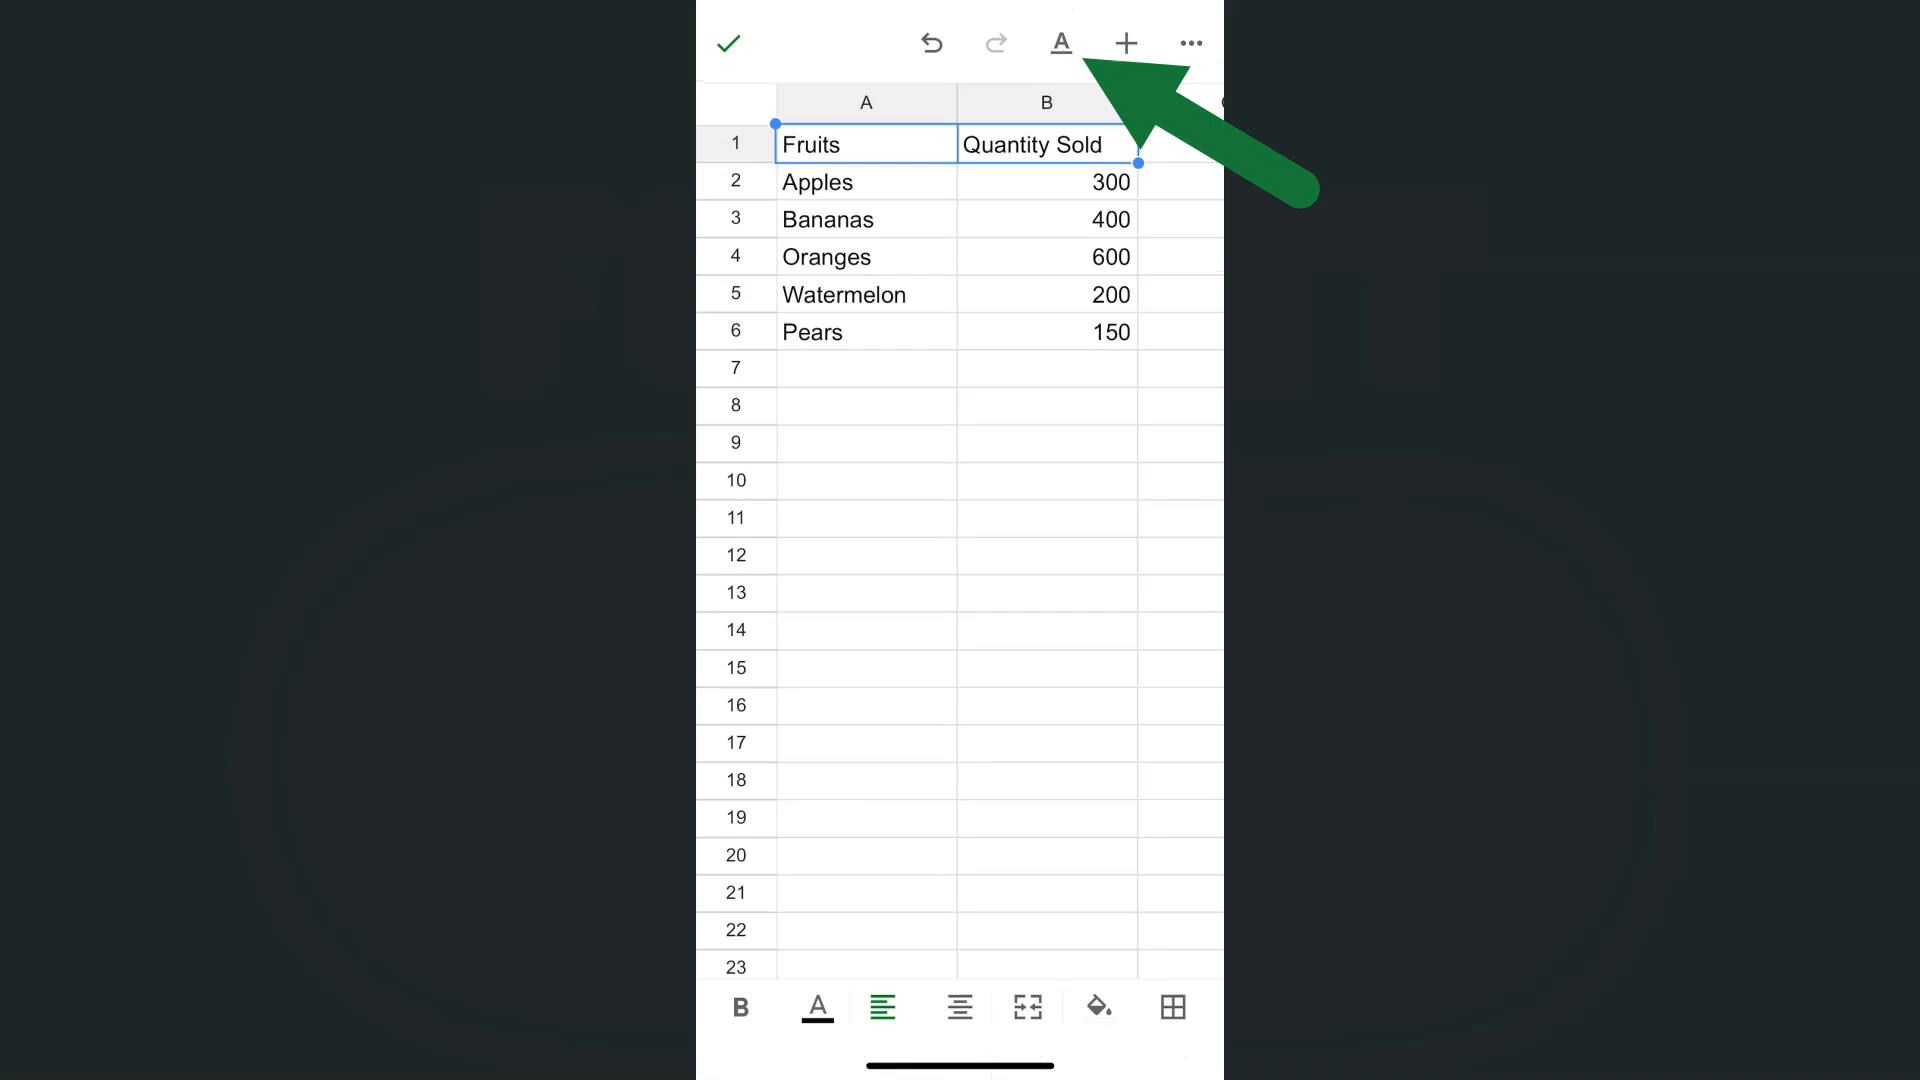 A
A B
1 Fruits Quantity Sold
2 Apples 300
3 Bananas 400
4 Oranges 600
5 Watermelon 200
6 Pears 150
7
8
9
10
11
12
13
14
15
16
17
18
19
20
21
22
23
B A